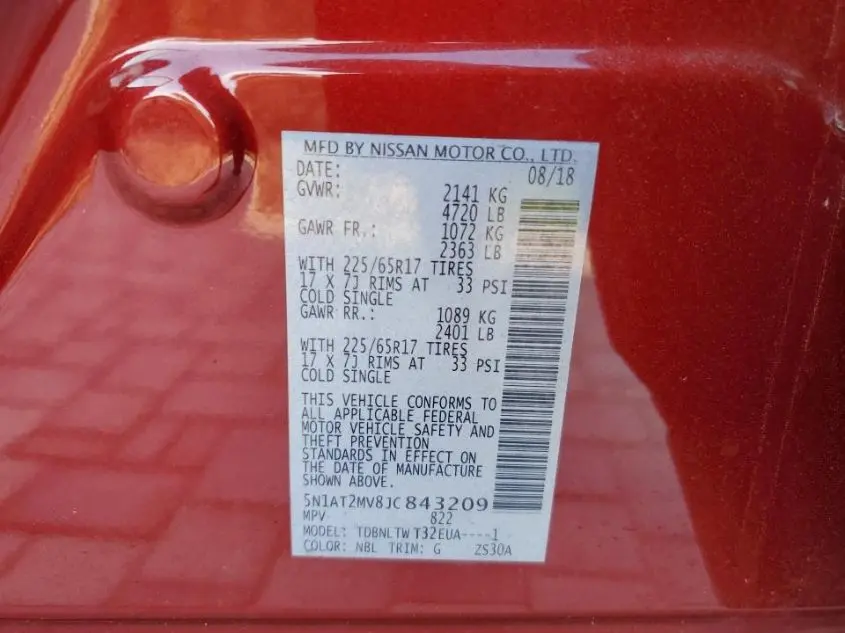 MFD BY NISSAN MOTOR CO., LTD.
DATE: 08/18
GVWR: 2141 KG
4720 LB
GAWR FR.: 1072 KG
2363 LB
WITH 225/65R17 TIRES
17 X 7J RIMS AT 33 PSI
COLD SINGLE
GAWR RR.: 1089 KG
2401 LB
WITH 225/65R17 TIRES
17 X 7J RIMS AT 33 PSI
COLD SINGLE
THIS VEHICLE CONFORMS TO
ALL APPLICABLE FEDERAL
MOTOR VEHICLE SAFETY AND
THEFT PREVENTION
STANDARDS IN EFFECT ON
THE DATE OF MANUFACTURE
SHOWN ABOVE.
5N1AT2MV8JC843209
MPV 822
MODEL: TDBNLTW T32EUA----1
COLOR: NBL TRIM: G ZS30A